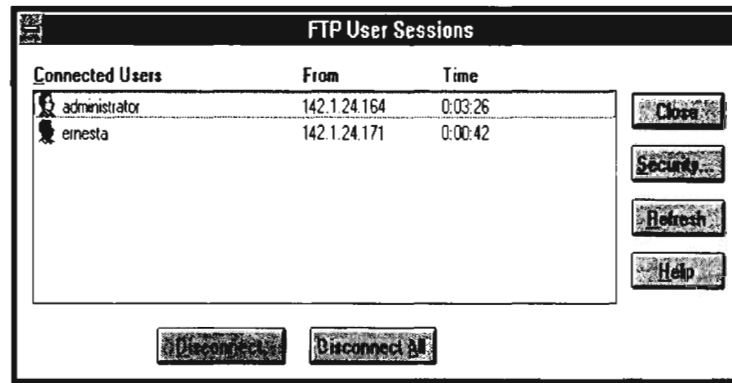 FTP User Sessions
Connected Users From Time
administrator 142.1.24.164 0:03:26
ernesta 142.1.24.171 0:00:42
Close
Security...
Refresh
Help
Disconnect
Disconnect All